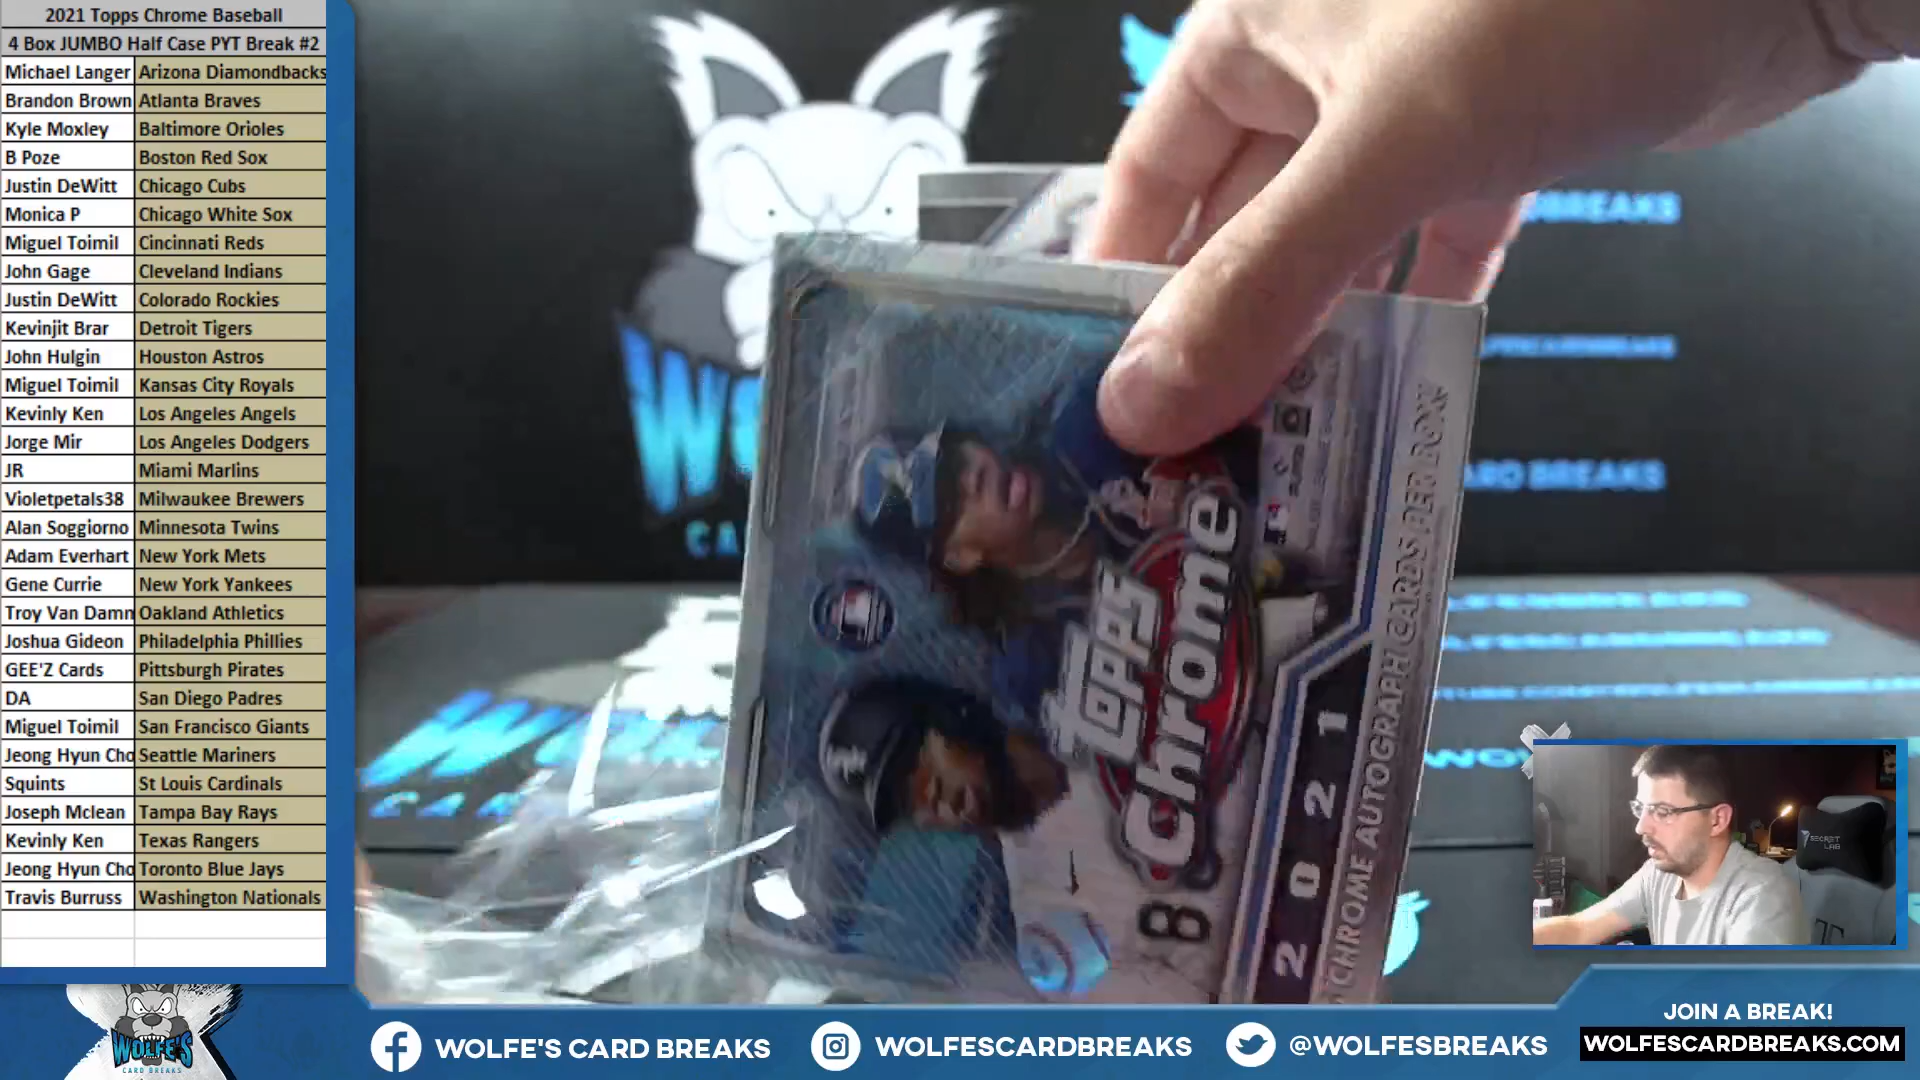 2021 Topps Chrome Baseball
4 Box JUMBO Half Case PYT Break #2
Michael Langer Arizona Diamondbacks
Brandon Brown Atlanta Braves
Kyle Moxley Baltimore Orioles
B Poze Boston Red Sox
Justin DeWitt Chicago Cubs
Monica P Chicago White Sox
Miguel Toimil Cincinnati Reds
John Gage Cleveland Indians
Justin DeWitt Colorado Rockies
Kevinjit Brar Detroit Tigers
John Hulgin Houston Astros
Miguel Toimil Kansas City Royals
Kevinly Ken Los Angeles Angels
Jorge Mir Los Angeles Dodgers
JR Miami Marlins
Violetpetals38 Milwaukee Brewers
Alan Soggiorno Minnesota Twins
Adam Everhart New York Mets
Gene Currie New York Yankees
Troy Van Damn Oakland Athletics
Joshua Gideon Philadelphia Phillies
GEE'Z Cards Pittsburgh Pirates
DA San Diego Padres
Miguel Toimil San Francisco Giants
Jeong Hyun Cho Seattle Mariners
Squints St Louis Cardinals
Joseph Mclean Tampa Bay Rays
Kevinly Ken Texas Rangers
Jeong Hyun Cho Toronto Blue Jays
Travis Burruss Washington Nationals
Topps
Chrome
2021
CHROME AUTOGRAPH CARDS PER BOX
CARD BREAKS
SECRET
LAB
WOLFE'S
CARD BREAKS
WOLFE'S CARD BREAKS
WOLFESCARDBREAKS
@WOLFESBREAKS
JOIN A BREAK!
WOLFESCARDBREAKS.COM